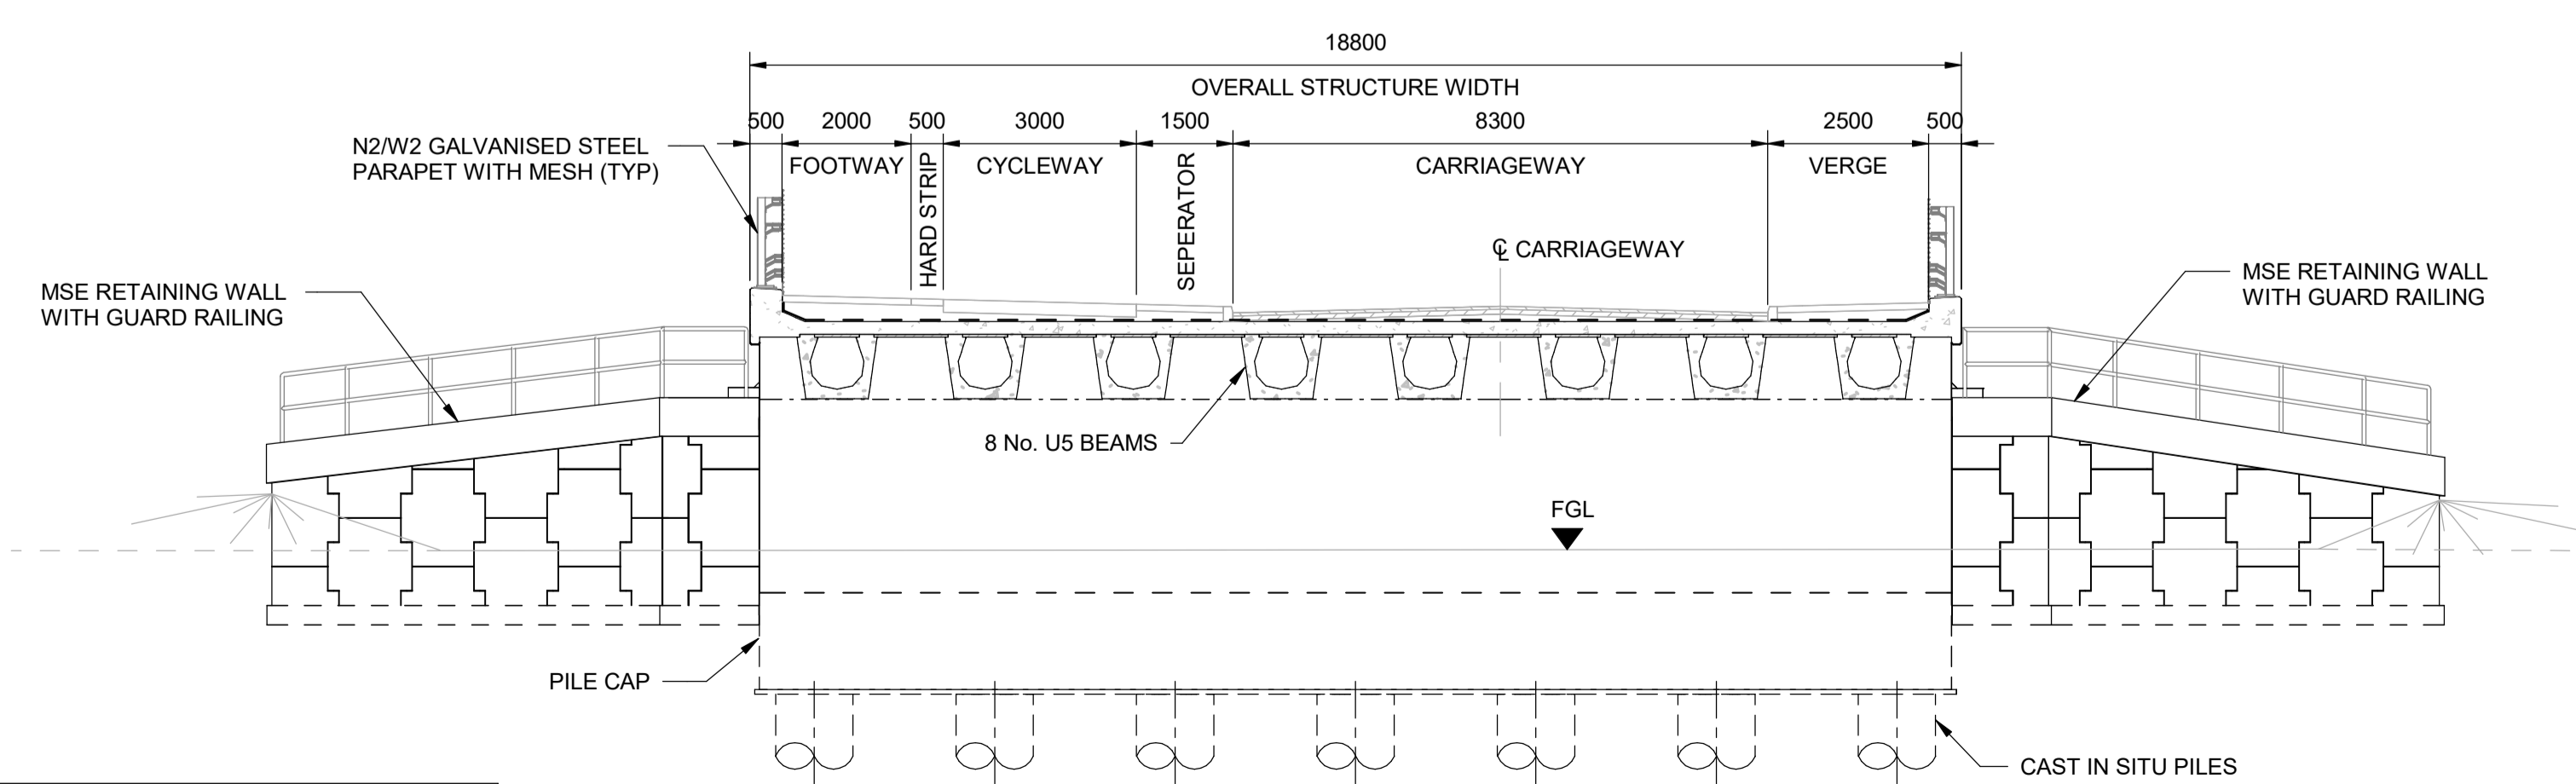 18800
OVERALL STRUCTURE WIDTH
500 2000 500 3000 1500 8300 2500 500
N2/W2 GALVANISED STEEL
PARAPET WITH MESH (TYP)
FOOTWAY
HARD STRIP
CYCLEWAY
SEPERATOR
CARRIAGEWAY
VERGE
℄ CARRIAGEWAY
MSE RETAINING WALL
WITH GUARD RAILING
MSE RETAINING WALL
WITH GUARD RAILING
8 No. U5 BEAMS
FGL
PILE CAP
CAST IN SITU PILES